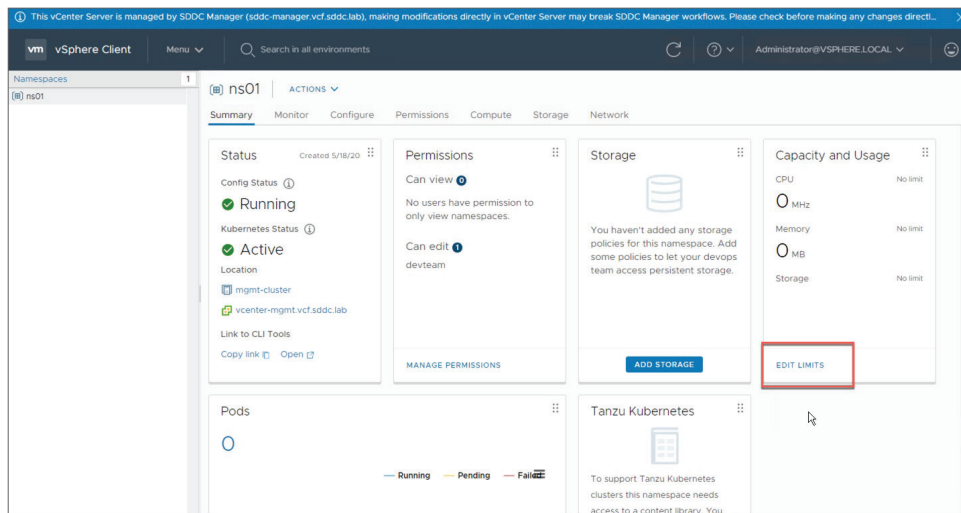 This vCenter Server is managed by SDDC Manager (sddc-manager.vcf.sddc.lab), making modifications directly in vCenter Server may break SDDC Manager workflows. Please check before making any changes directl...
vm vSphere Client Menu Search in all environments Administrator@VSPHERE.LOCAL
Namespaces 1
ns01
ns01 ACTIONS
Summary Monitor Configure Permissions Compute Storage Network
Status Created 5/18/20
Config Status
Running
Kubernetes Status
Active
Location
mgmt-cluster
vcenter-mgmt.vcf.sddc.lab
Link to CLI Tools
Copy link Open
Permissions
Can view 0
No users have permission to
only view namespaces.
Can edit 1
devteam
MANAGE PERMISSIONS
Storage
You haven't added any storage
policies for this namespace. Add
some policies to let your devops
team access persistent storage.
ADD STORAGE
Capacity and Usage
CPU No limit
0 MHz
Memory No limit
0 MB
Storage No limit
EDIT LIMITS
Pods
0
Running Pending Failed
Tanzu Kubernetes
To support Tanzu Kubernetes
clusters this namespace needs
access to a content library. You